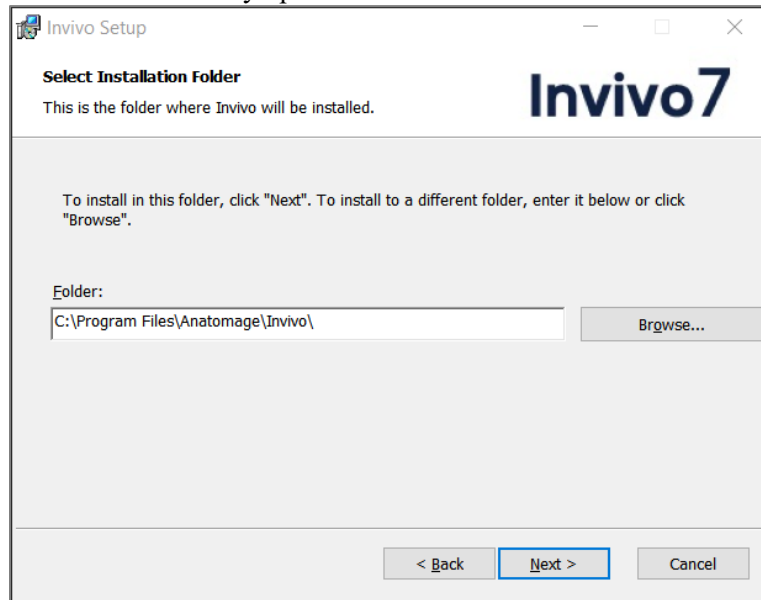 Invivo Setup
Select Installation Folder
This is the folder where Invivo will be installed.
Invivo7
To install in this folder, click "Next". To install to a different folder, enter it below or click
"Browse".
Folder:
C:\Program Files\Anatomage\Invivo\
Browse...
< Back
Next >
Cancel